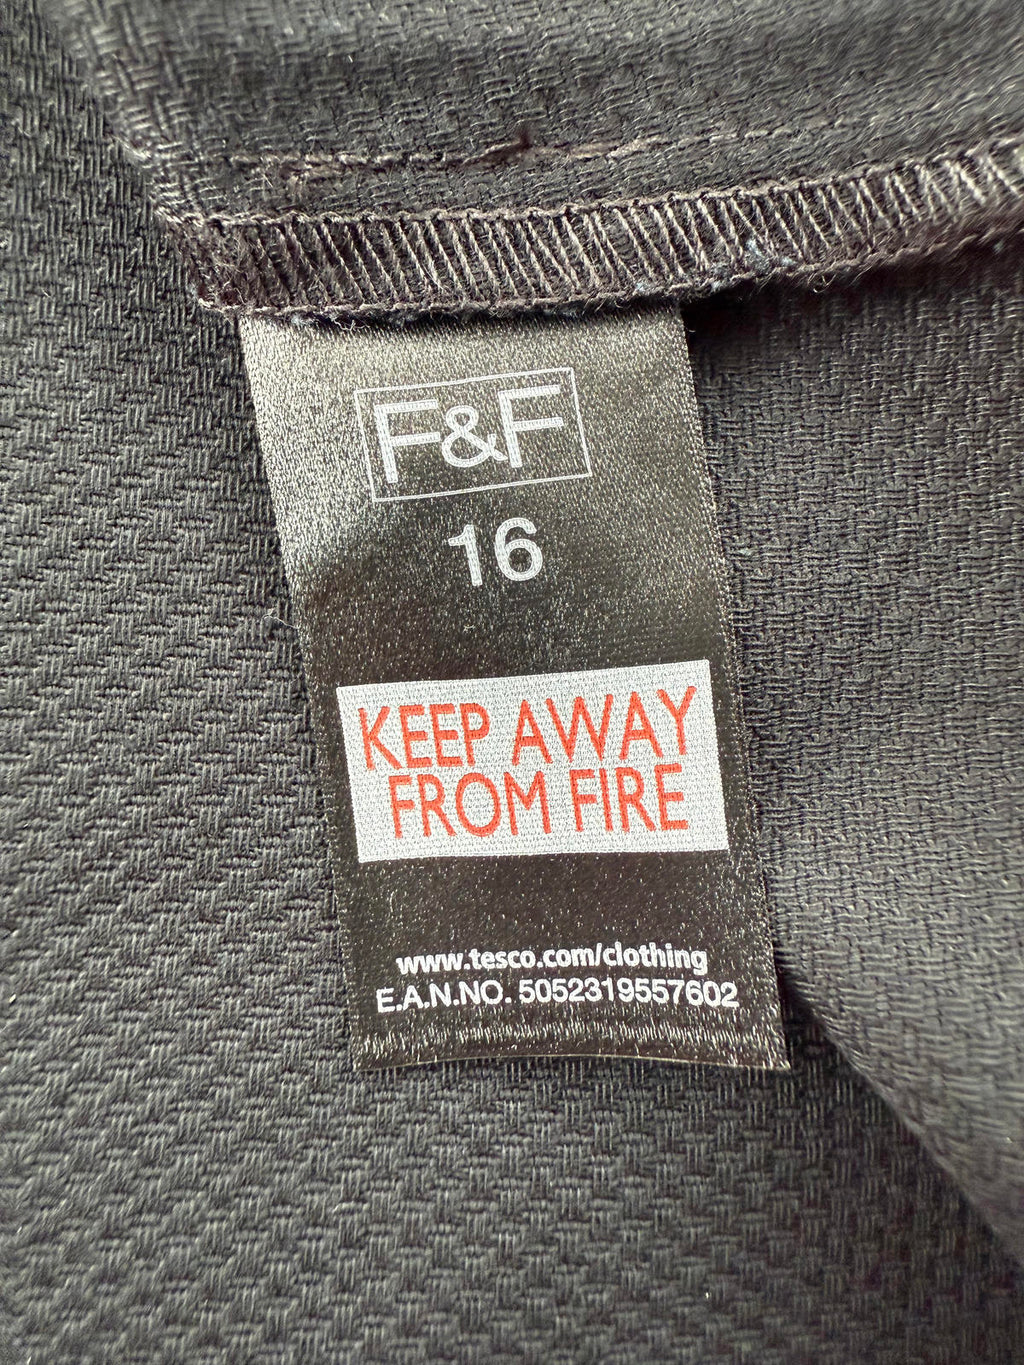 F&F
16
KEEP AWAY
FROM FIRE
www.tesco.com/clothing
E.A.N.NO. 5052319557602